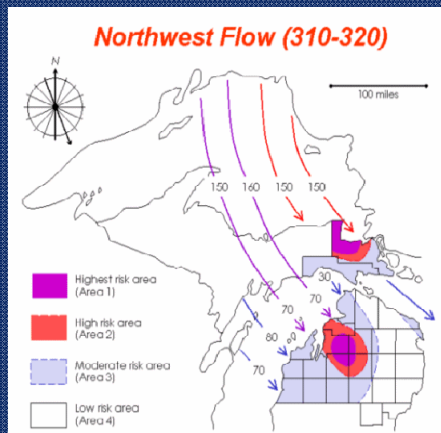 Northwest Flow (310-320)
N
100 miles
150 160 150 150
30
70
70
80
70
Highest risk area
(Area 1)
High risk area
(Area 2)
Moderate risk area
(Area 3)
Low risk area
(Area 4)